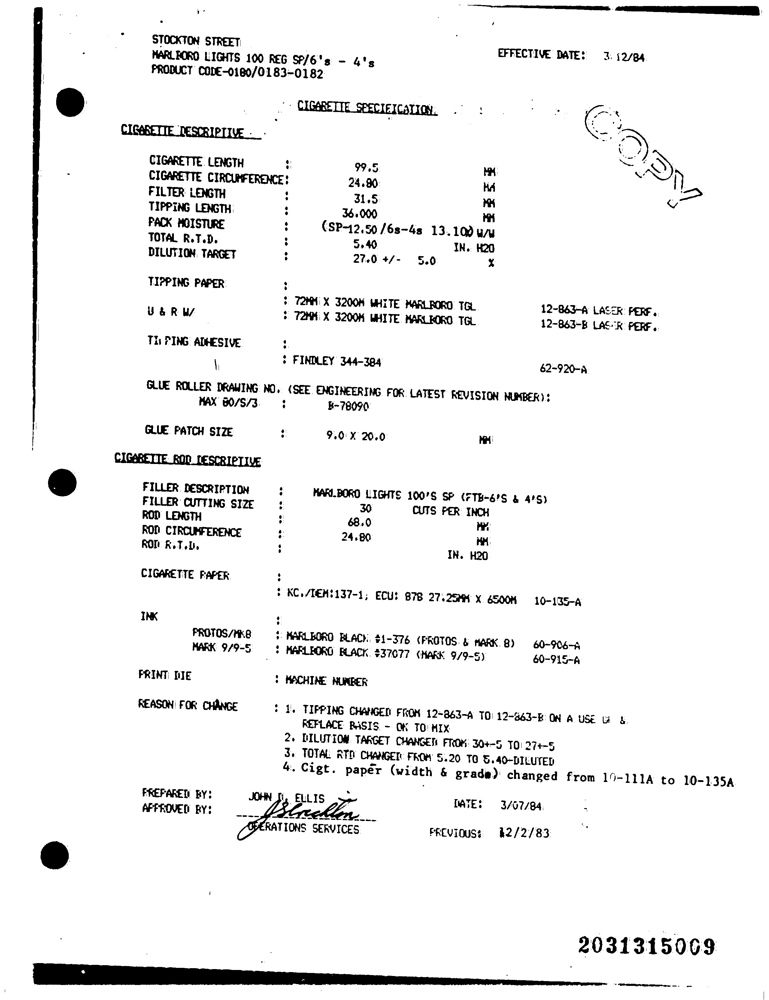 STOCKTON STREET
MARLBORO LIGHTS 100 REG SP/6's - 4's
EFFECTIVE DATE: 3/12/84
PRODUCT CODE-0180/0183-0182
CIGARETTE SPECIFICATION
COPY
CIGARETTE DESCRIPTIVE
CIGARETTE LENGTH : 99.5 MM
CIGARETTE CIRCUMFERENCE: 24.80 MM
FILTER LENGTH : 31.5 MM
TIPPING LENGTH : 36.000 MM
PACK MOISTURE : (SP-12.50/6s-4s 13.100 W/W
TOTAL R.T.D. : 5.40 IN. H20
DILUTION TARGET : 27.0 +/- 5.0 %
TIPPING PAPER :
: 72MM X 3200M WHITE MARLBORO TGL 12-863-A LASER PERF.
U & R W/ : 72MM X 3200M WHITE MARLBORO TGL 12-863-B LASER PERF.
TIPPING ADHESIVE :
: FINDLEY 344-384 62-920-A
GLUE ROLLER DRAWING NO. (SEE ENGINEERING FOR LATEST REVISION NUMBER):
MAX 80/S/3 : B-78090
GLUE PATCH SIZE : 9.0 X 20.0 MM
CIGARETTE ROD DESCRIPTIVE
FILLER DESCRIPTION : MARLBORO LIGHTS 100'S SP (FTB-6'S & 4'S)
FILLER CUTTING SIZE : 30 CUTS PER INCH
ROD LENGTH : 68.0 MM
ROD CIRCUMFERENCE : 24.80 MM
ROD R.T.D. : IN. H20
CIGARETTE PAPER :
: KC./IEM:137-1; ECU: 878 27.25MM X 6500M 10-135-A
INK :
PROTOS/MK8 : MARLBORO BLACK #1-376 (PROTOS & MARK 8) 60-906-A
MARK 9/9-5 : MARLBORO BLACK #37077 (MARK 9/9-5) 60-915-A
PRINT DIE : MACHINE NUMBER
REASON FOR CHANGE : 1. TIPPING CHANGED FROM 12-863-A TO 12-863-B ON A USE UP &
REPLACE BASIS - OK TO MIX
2. DILUTION TARGET CHANGED FROM 30+-5 TO 27+-5
3. TOTAL RTD CHANGED FROM 5.20 TO 5.40-DILUTED
4. Cigt. paper (width & grade) changed from 10-111A to 10-135A
PREPARED BY: JOHN D. ELLIS DATE: 3/07/84
APPROVED BY:
OPERATIONS SERVICES PREVIOUS: 12/2/83
2031315009